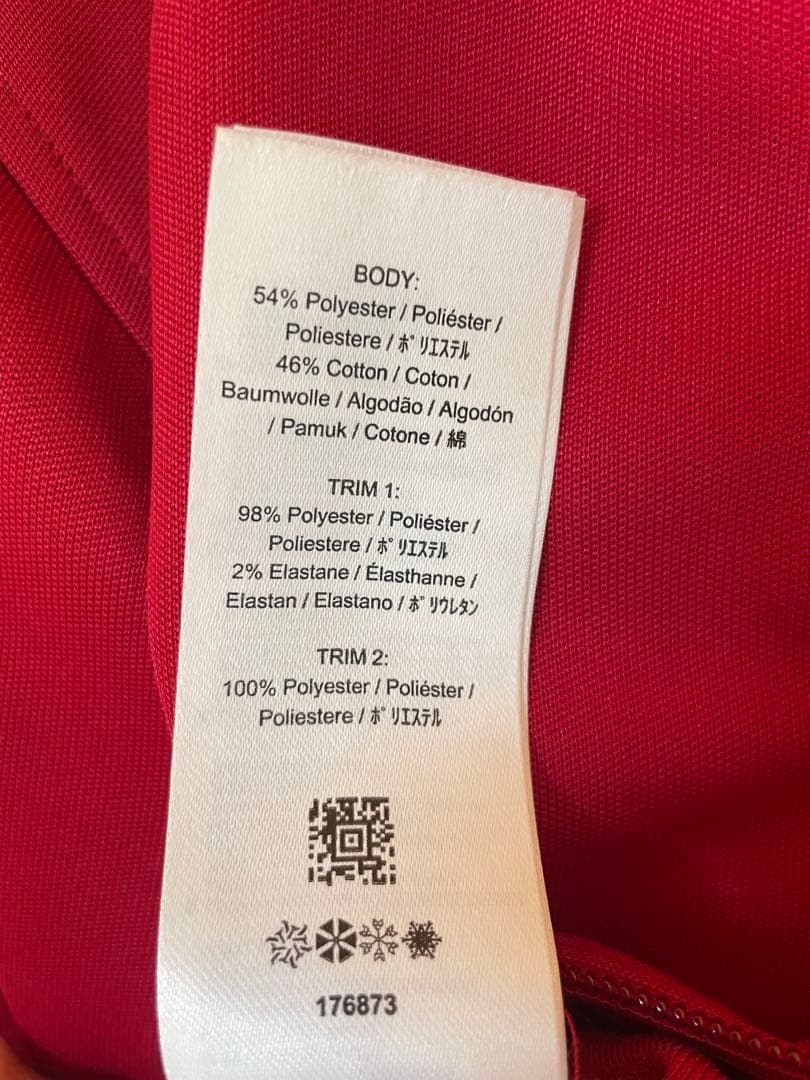 BODY:
54% Polyester / Poliéster /
Poliestere / ポリエステル
46% Cotton / Coton /
Baumwolle / Algodão / Algodón
/ Pamuk / Cotone / 綿
TRIM 1:
98% Polyester / Poliéster /
Poliestere / ポリエステル
2% Elastane / Élasthanne /
Elastan / Elastano / ポリウレタン
TRIM 2:
100% Polyester / Poliéster /
Poliestere / ポリエステル
176873